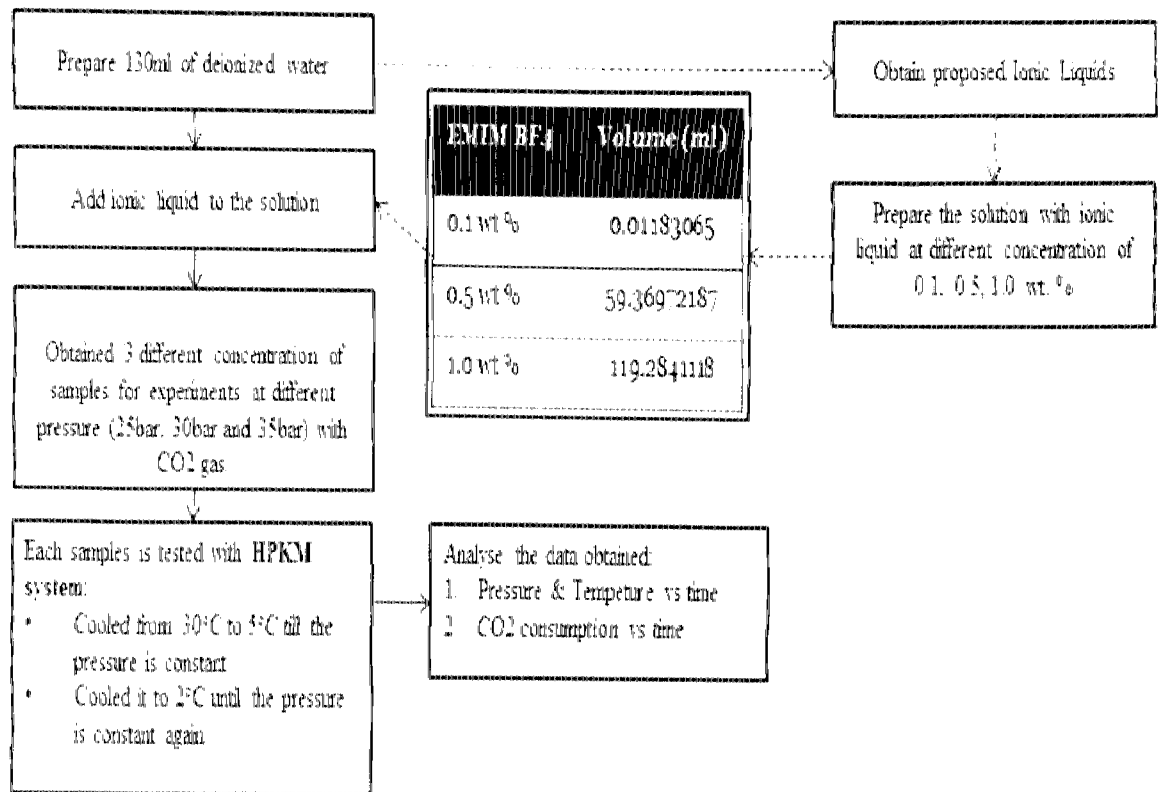 Prepare 130ml of deionized water
Obtain proposed Ionic Liquids
EMIM BF4 Volume (ml)
0.1 wt % 0.01183065
0.5 wt % 59.36972187
1.0 wt % 119.2841118
Add ionic liquid to the solution
Prepare the solution with ionic
liquid at different concentration of
0.1, 0.5, 1.0 wt. %
Obtained 3 different concentration of
samples for experiments at different
pressure (25bar, 30bar and 35bar) with
CO2 gas.
Each samples is tested with HPKM
system:
• Cooled from 30°C to 5°C till the
pressure is constant
• Cooled it to 2°C until the pressure
is constant again
Analyse the data obtained:
1. Pressure & Tempeture vs time
2. CO2 consumption vs time